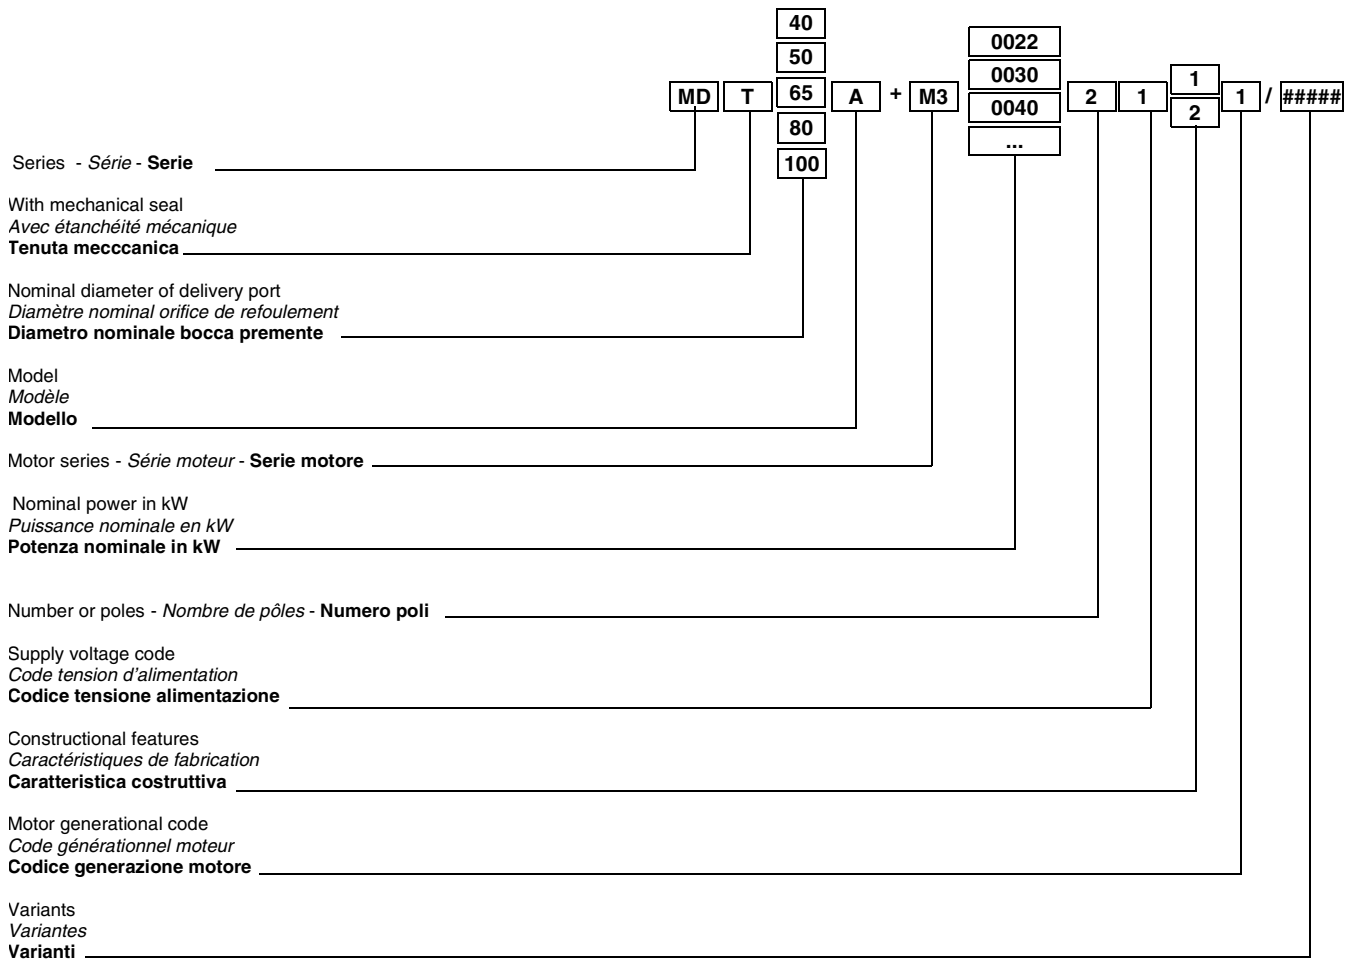 40
50
65
80
100
0022
0030
0040
...
1
2
MD T A + M3 2 1 1 / #####
Series - Série - Serie
With mechanical seal
Avec étanchéité mécanique
Tenuta mecccanica
Nominal diameter of delivery port
Diamètre nominal orifice de refoulement
Diametro nominale bocca premente
Model
Modèle
Modello
Motor series - Série moteur - Serie motore
Nominal power in kW
Puissance nominale en kW
Potenza nominale in kW
Number or poles - Nombre de pôles - Numero poli
Supply voltage code
Code tension d'alimentation
Codice tensione alimentazione
Constructional features
Caractéristiques de fabrication
Caratteristica costruttiva
Motor generational code
Code générationnel moteur
Codice generazione motore
Variants
Variantes
Varianti